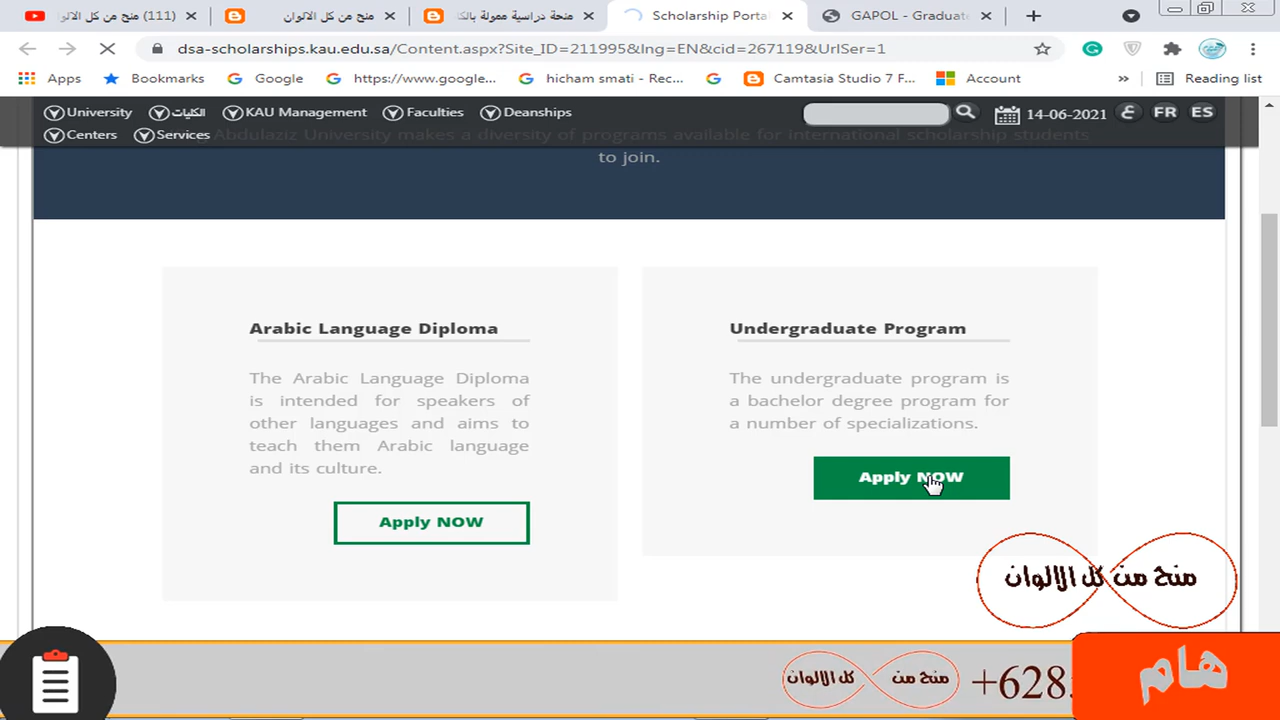 (111) منح من كل الالوا
منح من كل الالوان
منحة دراسية ممولة بالكا
Scholarship Porta
GAPOL - Graduate
dsa-scholarships.kau.edu.sa/Content.aspx?Site_ID=211995&lng=EN&cid=267119&UrlSer=1
Apps Bookmarks Google https://www.google... hicham smati - Rec... Camtasia Studio 7 F... Account » Reading list
University الكليات KAU Management Faculties Deanships 14-06-2021 ع FR ES
Centers Services
Abdulaziz University makes a diversity of programs available for international scholarship students
to join.
Arabic Language Diploma
The Arabic Language Diploma
is intended for speakers of
other languages and aims to
teach them Arabic language
and its culture.
Apply NOW
Undergraduate Program
The undergraduate program is
a bachelor degree program for
a number of specializations.
Apply NOW
منح من كل الالوان
منح من كل الالوان
+628
هام